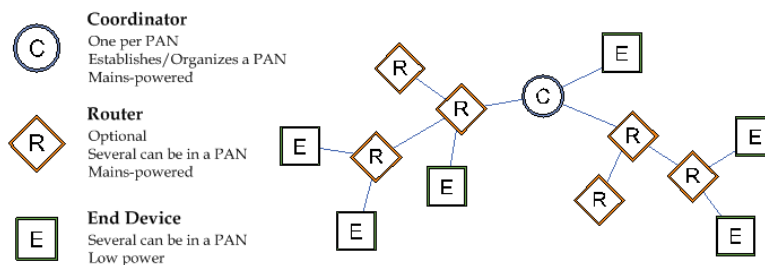 C
Coordinator
One per PAN
Establishes/Organizes a PAN
Mains-powered
R
Router
Optional
Several can be in a PAN
Mains-powered
E
End Device
Several can be in a PAN
Low power
E
R
C
R
E
R
E
R
R
E
E
R
E
E